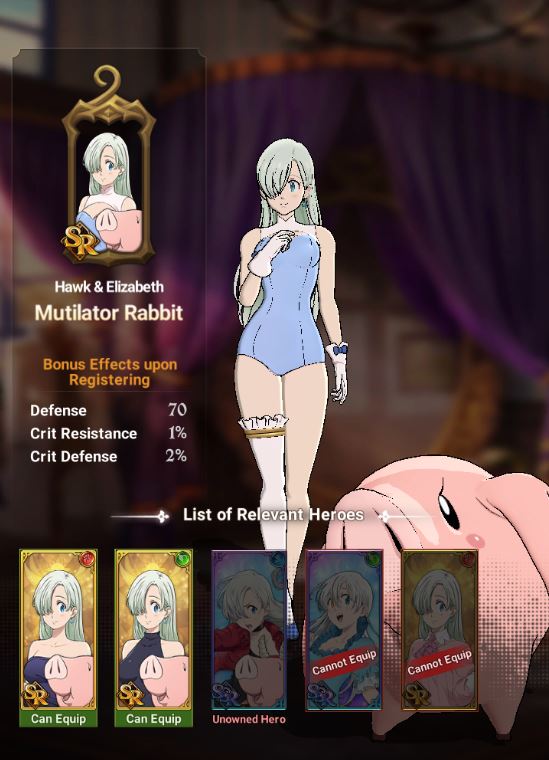 SR
Hawk & Elizabeth
Mutilator Rabbit
Bonus Effects upon
Registering
Defense 70
Crit Resistance 1%
Crit Defense 2%
List of Relevant Heroes
SR
SR
SR
SR
SR
Can Equip
Can Equip
Unowned Hero
Cannot Equip
Cannot Equip